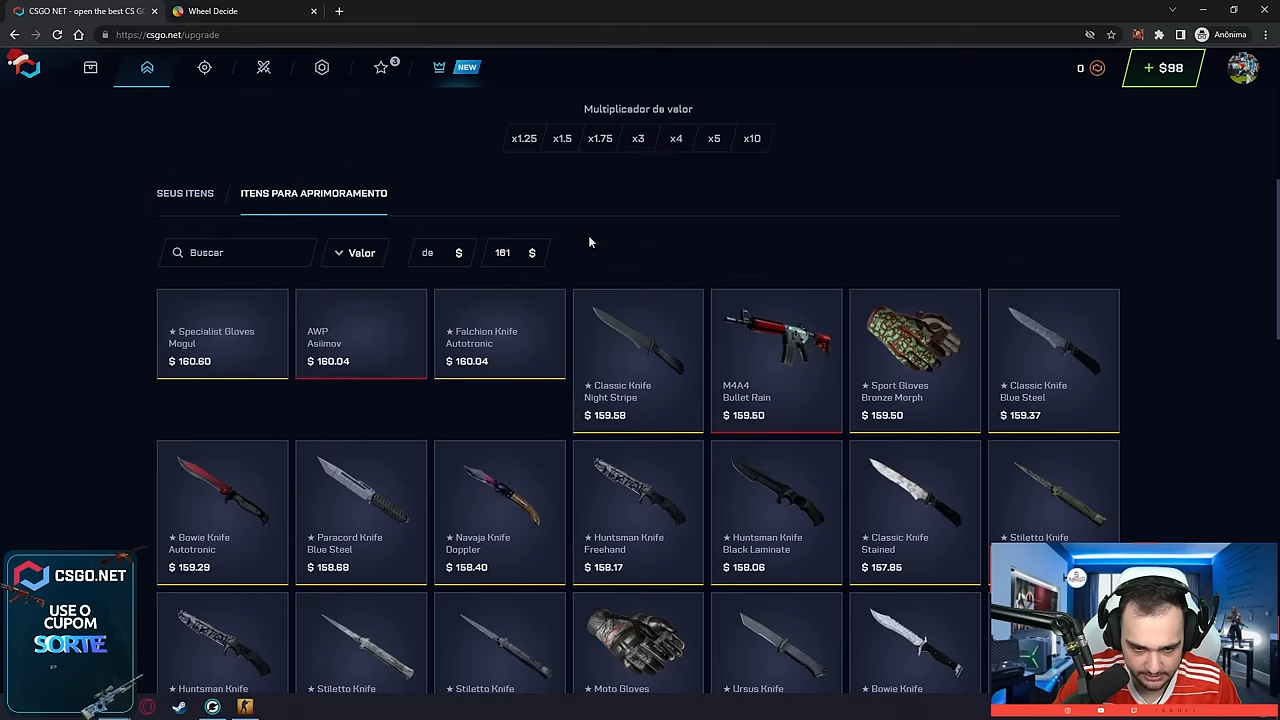 CSGO NET - open the best CS G
Wheel Decide
https://csgo.net/upgrade
Anônima
3
NEW
0
+ $98
Multiplicador de valor
x1.25 x1.5 x1.75 x3 x4 x5 x10
SEUS ITENS
ITENS PARA APRIMORAMENTO
Buscar
Valor
de $
161 $
★ Specialist Gloves
Mogul
$ 160.60
AWP
Asiimov
$ 160.04
★ Falchion Knife
Autotronic
$ 160.04
★ Classic Knife
Night Stripe
$ 159.58
M4A4
Bullet Rain
$ 159.50
★ Sport Gloves
Bronze Morph
$ 159.50
★ Classic Knife
Blue Steel
$ 159.37
★ Bowie Knife
Autotronic
$ 159.29
★ Paracord Knife
Blue Steel
$ 158.68
★ Navaja Knife
Doppler
$ 158.40
★ Huntsman Knife
Freehand
$ 158.17
★ Huntsman Knife
Black Laminate
$ 158.06
★ Classic Knife
Stained
$ 157.85
★ Stiletto Knife
★ Huntsman Knife
★ Stiletto Knife
★ Stiletto Knife
★ Moto Gloves
★ Ursus Knife
★ Bowie Knife
CSGO.NET
USE O
CUPOM
SORTE
P